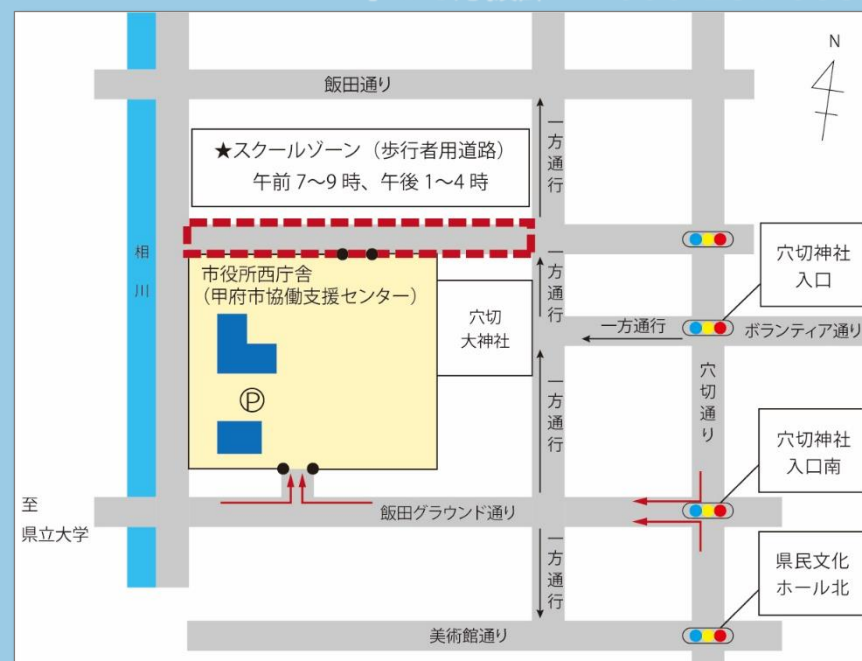 N
飯田通り
★スクールゾーン（歩行者用道路）
午前 7～9 時、午後 1～4 時
一方通行
相川
市役所西庁舎
（甲府市協働支援センター）
穴切
大神社
一方通行
穴切神社
入口
一方通行
ボランティア通り
Ⓟ
一方通行
穴切通り
穴切神社
入口南
至
県立大学
飯田グラウンド通り
一方通行
県民文化
ホール北
美術館通り